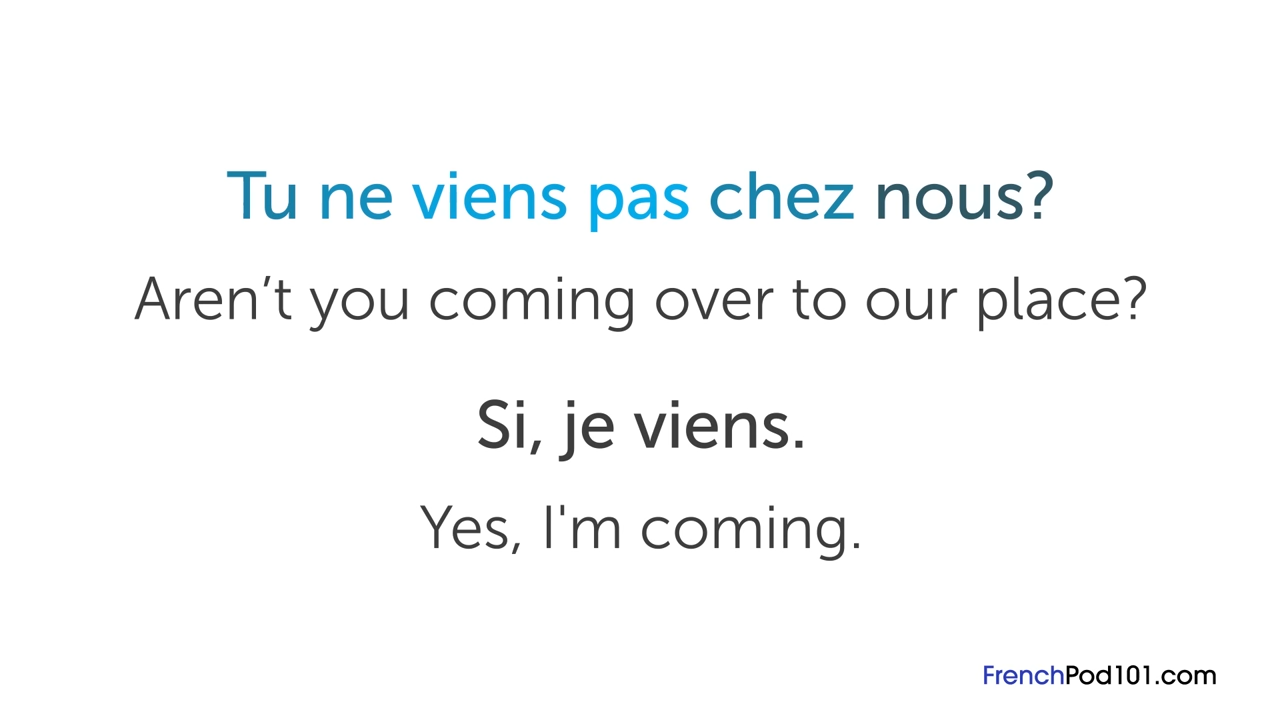 Tu ne viens pas chez nous?
Aren’t you coming over to our place?
Si, je viens.
Yes, I'm coming.
FrenchPod101.com